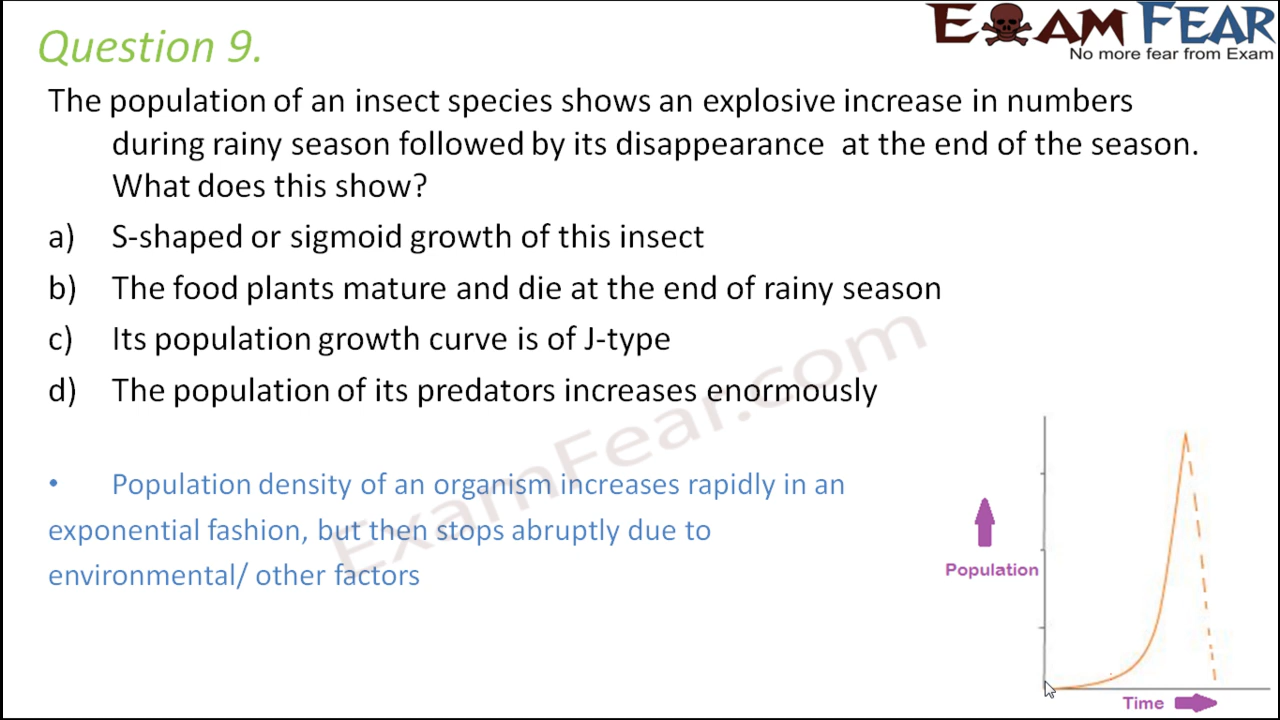 EXAM FEAR
No more fear from Exam
Question 9.
The population of an insect species shows an explosive increase in numbers
during rainy season followed by its disappearance at the end of the season.
What does this show?
a) S-shaped or sigmoid growth of this insect
b) The food plants mature and die at the end of rainy season
c) Its population growth curve is of J-type
d) The population of its predators increases enormously
• Population density of an organism increases rapidly in an
exponential fashion, but then stops abruptly due to
environmental/ other factors
ExamFear.com
Population
Time